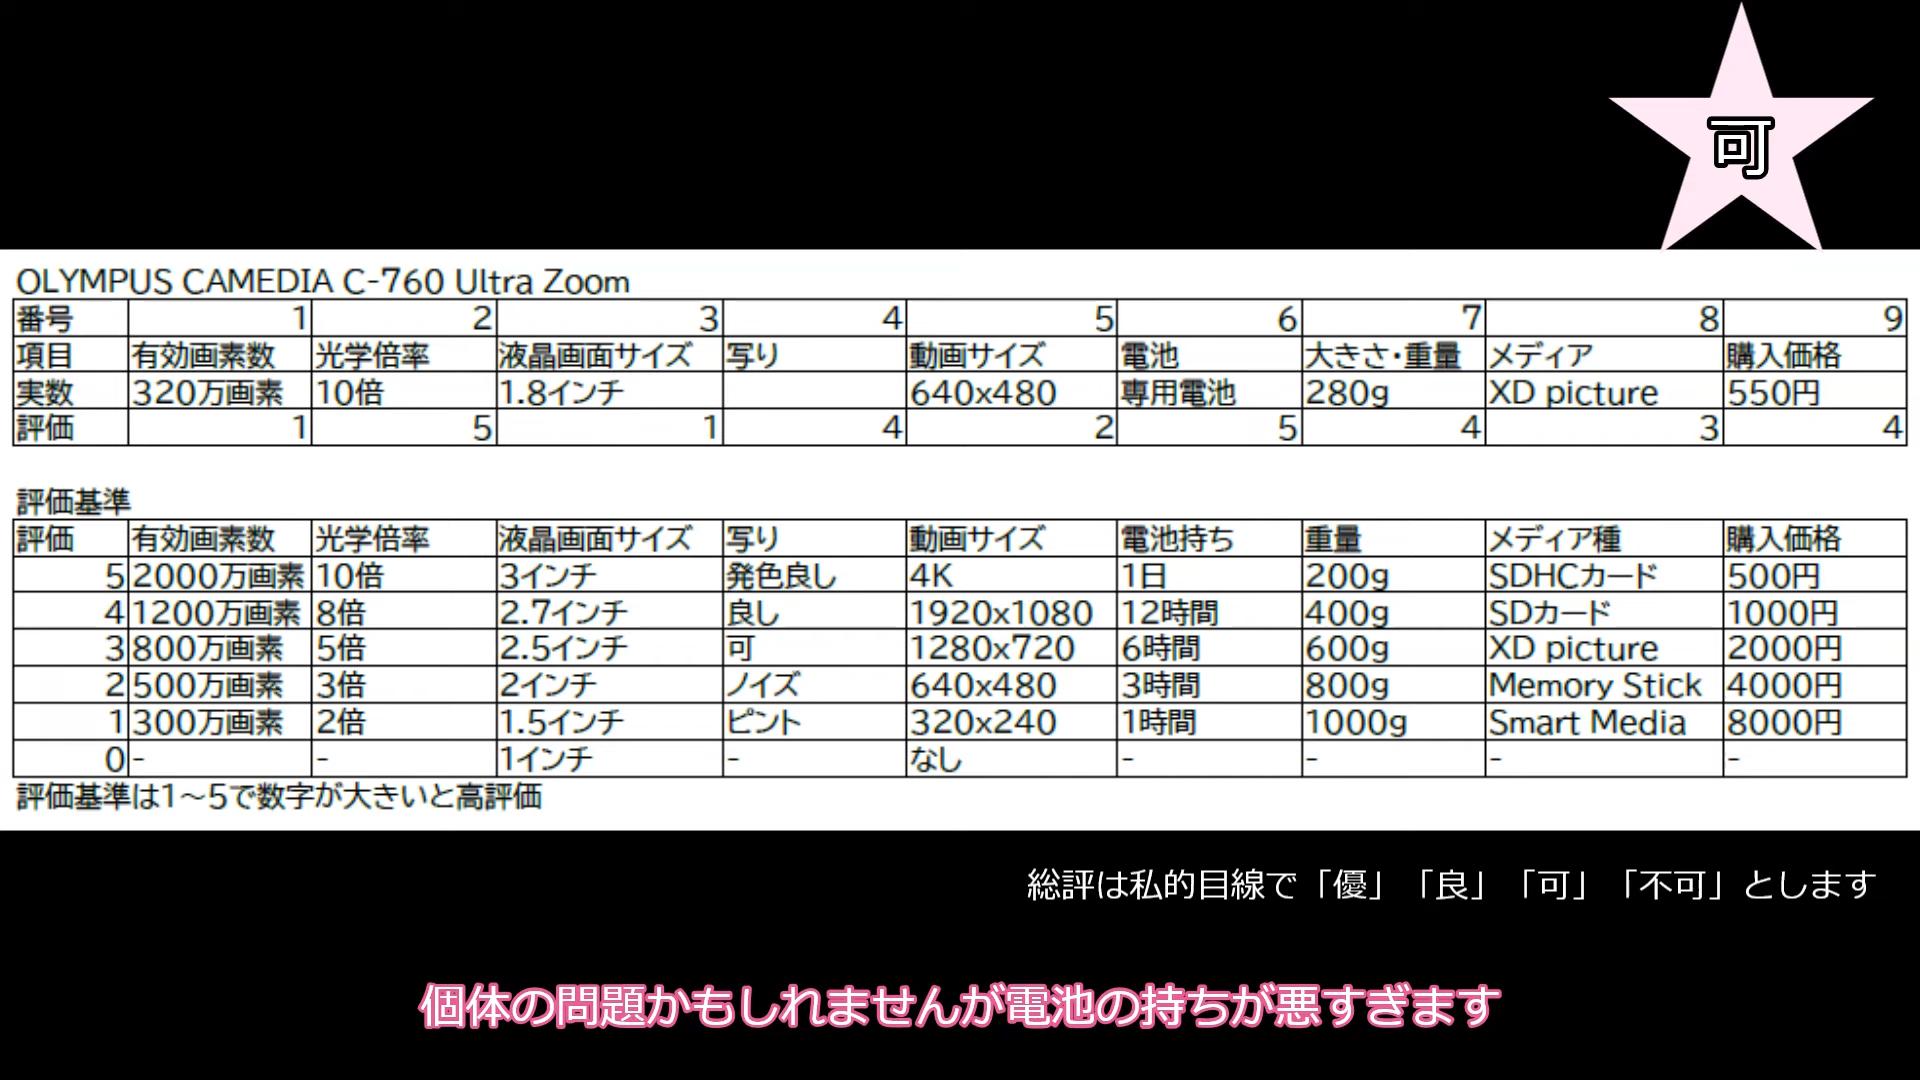 可
OLYMPUS CAMEDIA C-760 Ultra Zoom
番号 1 2 3 4 5 6 7 8 9
項目 有効画素数 光学倍率 液晶画面サイズ 写り 動画サイズ 電池 大きさ・重量 メディア 購入価格
実数 320万画素 10倍 1.8インチ 640x480 専用電池 280g XD picture 550円
評価 1 5 1 4 2 5 4 3 4
評価基準
評価 有効画素数 光学倍率 液晶画面サイズ 写り 動画サイズ 電池持ち 重量 メディア種 購入価格
5 2000万画素 10倍 3インチ 発色良し 4K 1日 200g SDHCカード 500円
4 1200万画素 8倍 2.7インチ 良し 1920x1080 12時間 400g SDカード 1000円
3 800万画素 5倍 2.5インチ 可 1280x720 6時間 600g XD picture 2000円
2 500万画素 3倍 2インチ ノイズ 640x480 3時間 800g Memory Stick 4000円
1 300万画素 2倍 1.5インチ ピント 320x240 1時間 1000g Smart Media 8000円
0 - - 1インチ - なし - - - -
評価基準は1～5で数字が大きいと高評価
総評は私的目線で「優」「良」「可」「不可」とします
個体の問題かもしれませんが電池の持ちが悪すぎます